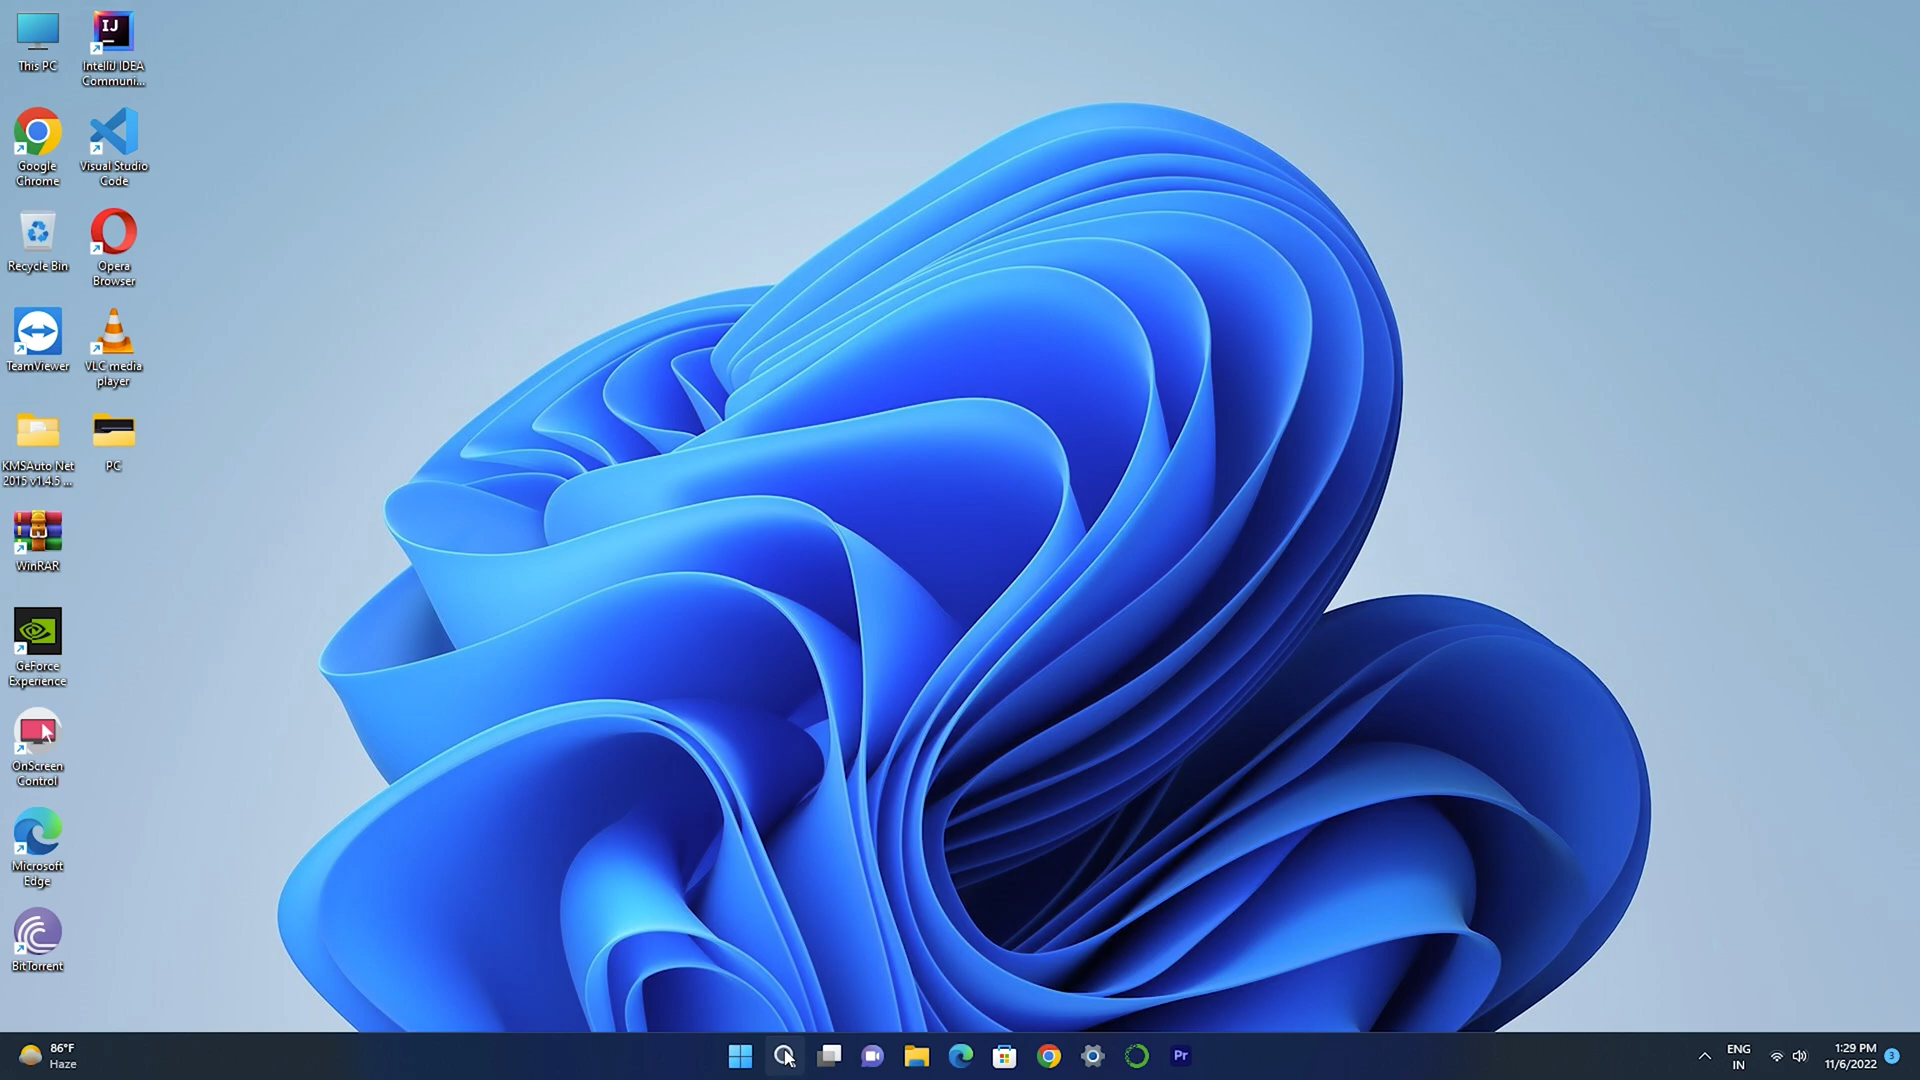 This PC
IJ
IntelliJ IDEA
Communi...
Google
Chrome
Visual Studio
Code
Recycle Bin
Opera
Browser
TeamViewer
VLC media
player
KMSAuto Net
2015 v1.4.5 ...
PC
WinRAR
GeForce
Experience
OnScreen
Control
Microsoft
Edge
BitTorrent
86°F
Haze
Pr
ENG
IN
1:29 PM
11/6/2022
3